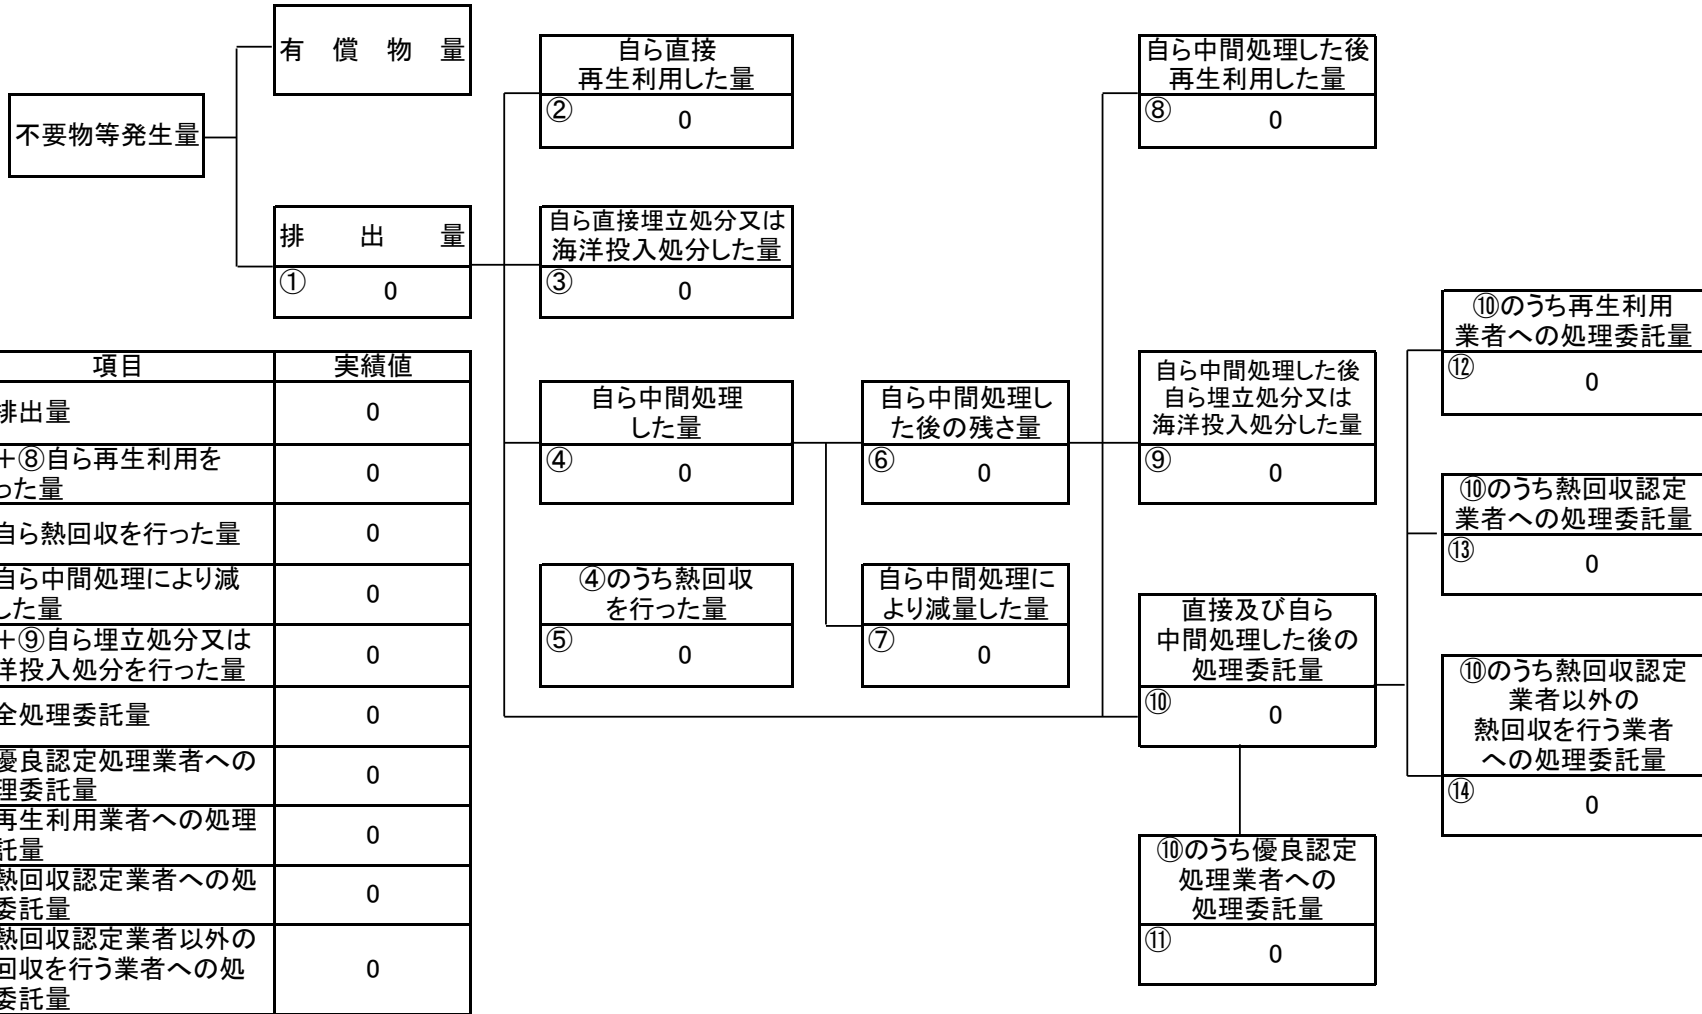 不要物等発生量
有 償 物 量
排 出 量
① 0
自ら直接
再生利用した量
② 0
自ら直接埋立処分又は
海洋投入処分した量
③ 0
自ら中間処理
した量
④ 0
④のうち熱回収
を行った量
⑤ 0
自ら中間処理し
た後の残さ量
⑥ 0
自ら中間処理に
より減量した量
⑦ 0
自ら中間処理した後
再生利用した量
⑧ 0
自ら中間処理した後
自ら埋立処分又は
海洋投入処分した量
⑨ 0
直接及び自ら
中間処理した後の
処理委託量
⑩ 0
⑩のうち優良認定
処理業者への
処理委託量
⑪ 0
⑩のうち再生利用
業者への処理委託量
⑫ 0
⑩のうち熱回収認定
業者への処理委託量
⑬ 0
⑩のうち熱回収認定
業者以外の
熱回収を行う業者
への処理委託量
⑭ 0
項目 実績値
排出量 0
+⑧自ら再生利用を
った量 0
自ら熱回収を行った量 0
自ら中間処理により減
した量 0
+⑨自ら埋立処分又は
洋投入処分を行った量 0
全処理委託量 0
優良認定処理業者への
理委託量 0
再生利用業者への処理
託量 0
熱回収認定業者への処
委託量 0
熱回収認定業者以外の
回収を行う業者への処
委託量 0